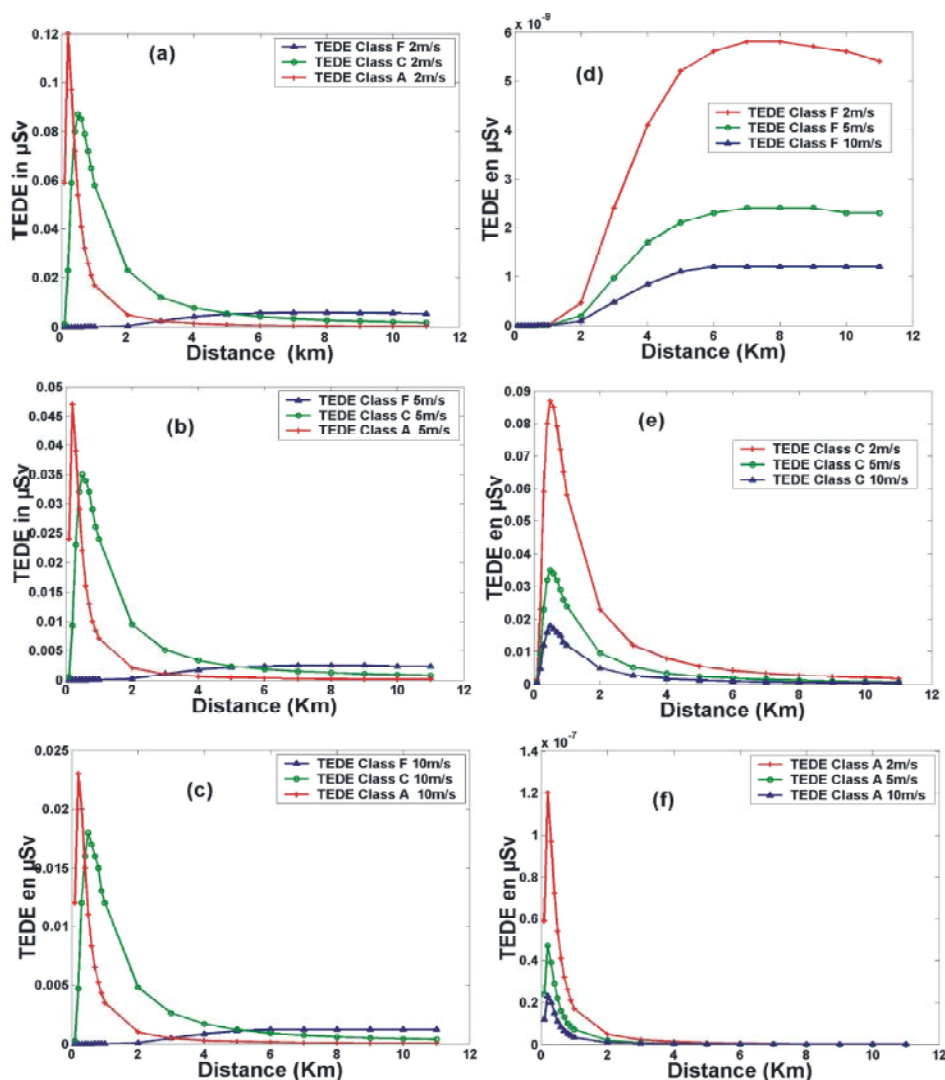 (a)
TEDE Class F 2m/s
TEDE Class C 2m/s
TEDE Class A 2m/s
TEDE in µSv
0.12
0.1
0.08
0.06
0.04
0.02
0
0 2 4 6 8 10 12
Distance (km)
(d)
x 10⁻⁹
TEDE Class F 2m/s
TEDE Class F 5m/s
TEDE Class F 10m/s
TEDE en µSv
6
5
4
3
2
1
0
0 2 4 6 8 10 12
Distance (Km)
(b)
TEDE Class F 5m/s
TEDE Class C 5m/s
TEDE Class A 5m/s
TEDE in µSv
0.05
0.045
0.04
0.035
0.03
0.025
0.02
0.015
0.01
0.005
0
0 2 4 6 8 10 12
Distance (Km)
(e)
TEDE Class C 2m/s
TEDE Class C 5m/s
TEDE Class C 10m/s
TEDE en µSv
0.09
0.08
0.07
0.06
0.05
0.04
0.03
0.02
0.01
0
0 2 4 6 8 10 12
Distance (Km)
(c)
TEDE Class F 10m/s
TEDE Class C 10m/s
TEDE Class A 10m/s
TEDE en µSv
0.025
0.02
0.015
0.01
0.005
0
0 2 4 6 8 10 12
Distance (Km)
(f)
x 10⁻⁷
TEDE Class A 2m/s
TEDE Class A 5m/s
TEDE Class A 10m/s
TEDE en µSv
1,4
1.2
1
0.8
0.6
0.4
0.2
0
0 2 4 6 8 10 12
Distance (Km)